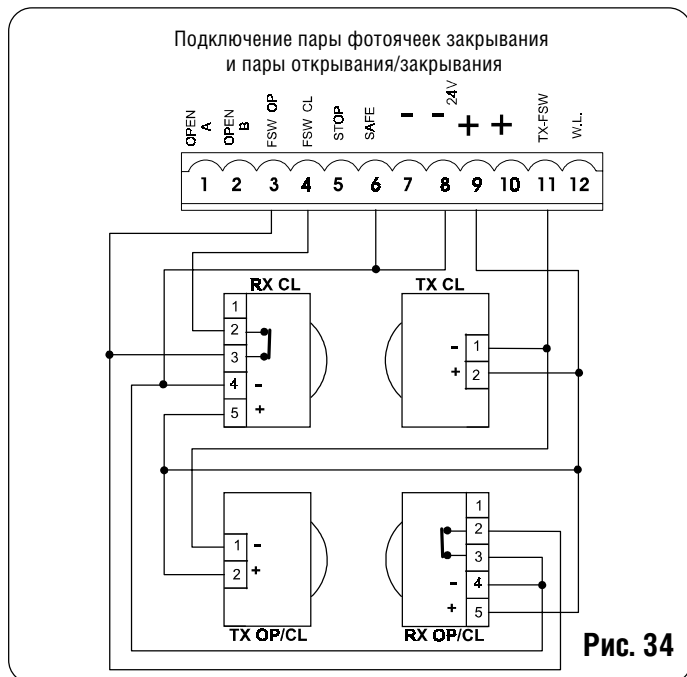 Подключение пары фотоячеек закрывания
и пары открывания/закрывания
OPEN A
OPEN B
FSW OP
FSW CL
STOP
SAFE
-
-
24V
+
+
TX-FSW
W.L.
1 2 3 4 5 6 7 8 9 10 11 12
RX CL
1
2
3
4 -
5 +
TX CL
- 1
+ 2
1 -
2 +
TX OP/CL
1
2
3
- 4
+ 5
RX OP/CL
Рис. 34